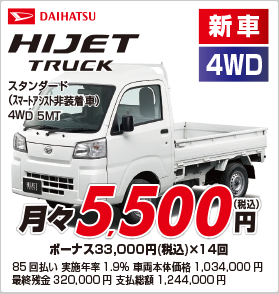 DAIHATSU
新車
HIJET
TRUCK
4WD
スタンダード
(スマートアシスト非装着車)
4WD 5MT
月々5,500円(税込)
ボーナス33,000円(税込)×14回
85回払い 実施年率1.9% 車両本体価格1,034,000円
最終残金320,000円 支払総額1,244,000円